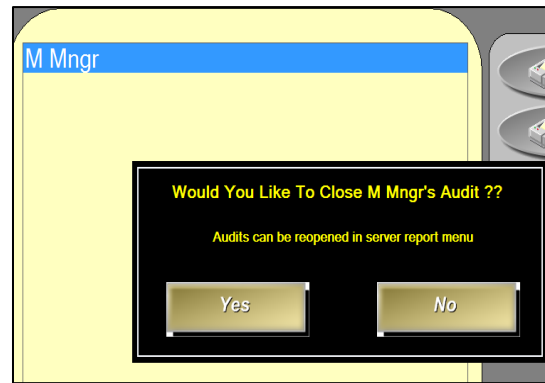 M Mngr
Would You Like To Close M Mngr's Audit ??
Audits can be reopened in server report menu
Yes
No